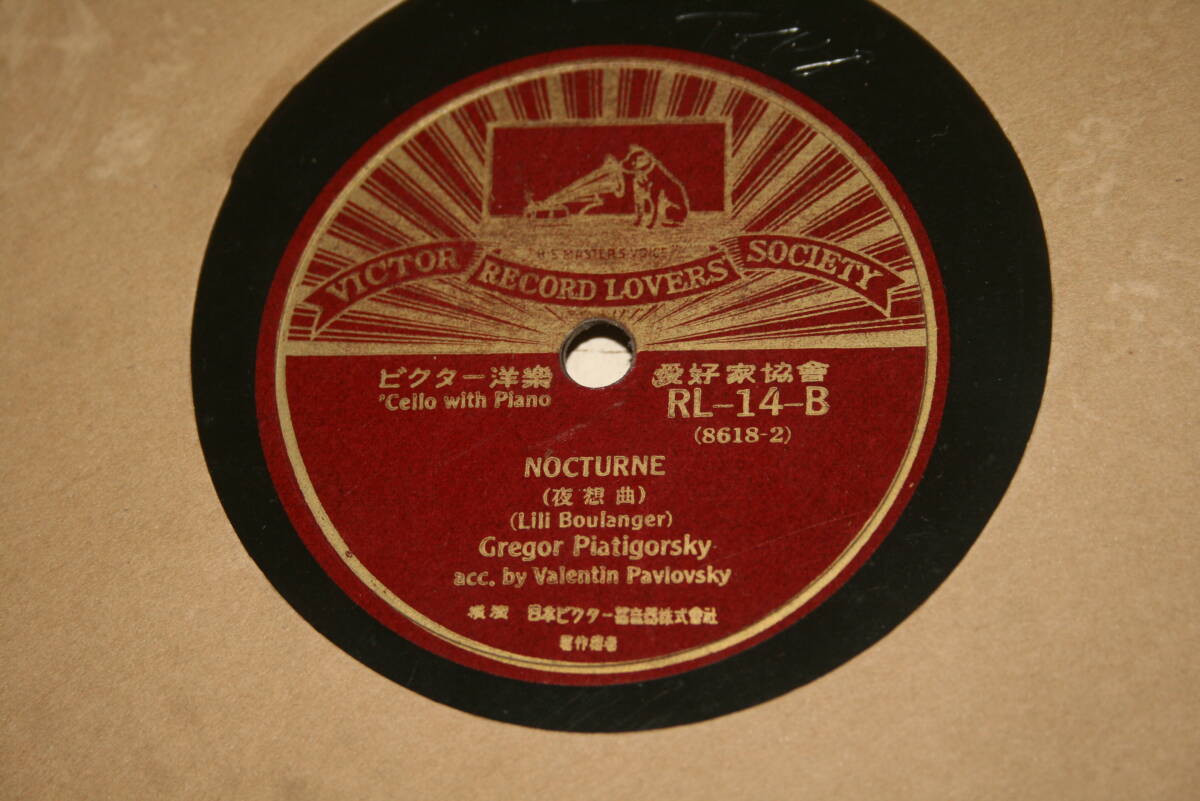 HIS MASTER'S VOICE
VICTOR RECORD LOVERS' SOCIETY
ビクター洋樂 愛好家協會
'Cello with Piano RL-14-B
(8618-2)
NOCTURNE
(夜想曲)
(Lili Boulanger)
Gregor Piatigorsky
acc. by Valentin Pavlovsky
日本ビクター蓄音器株式會社